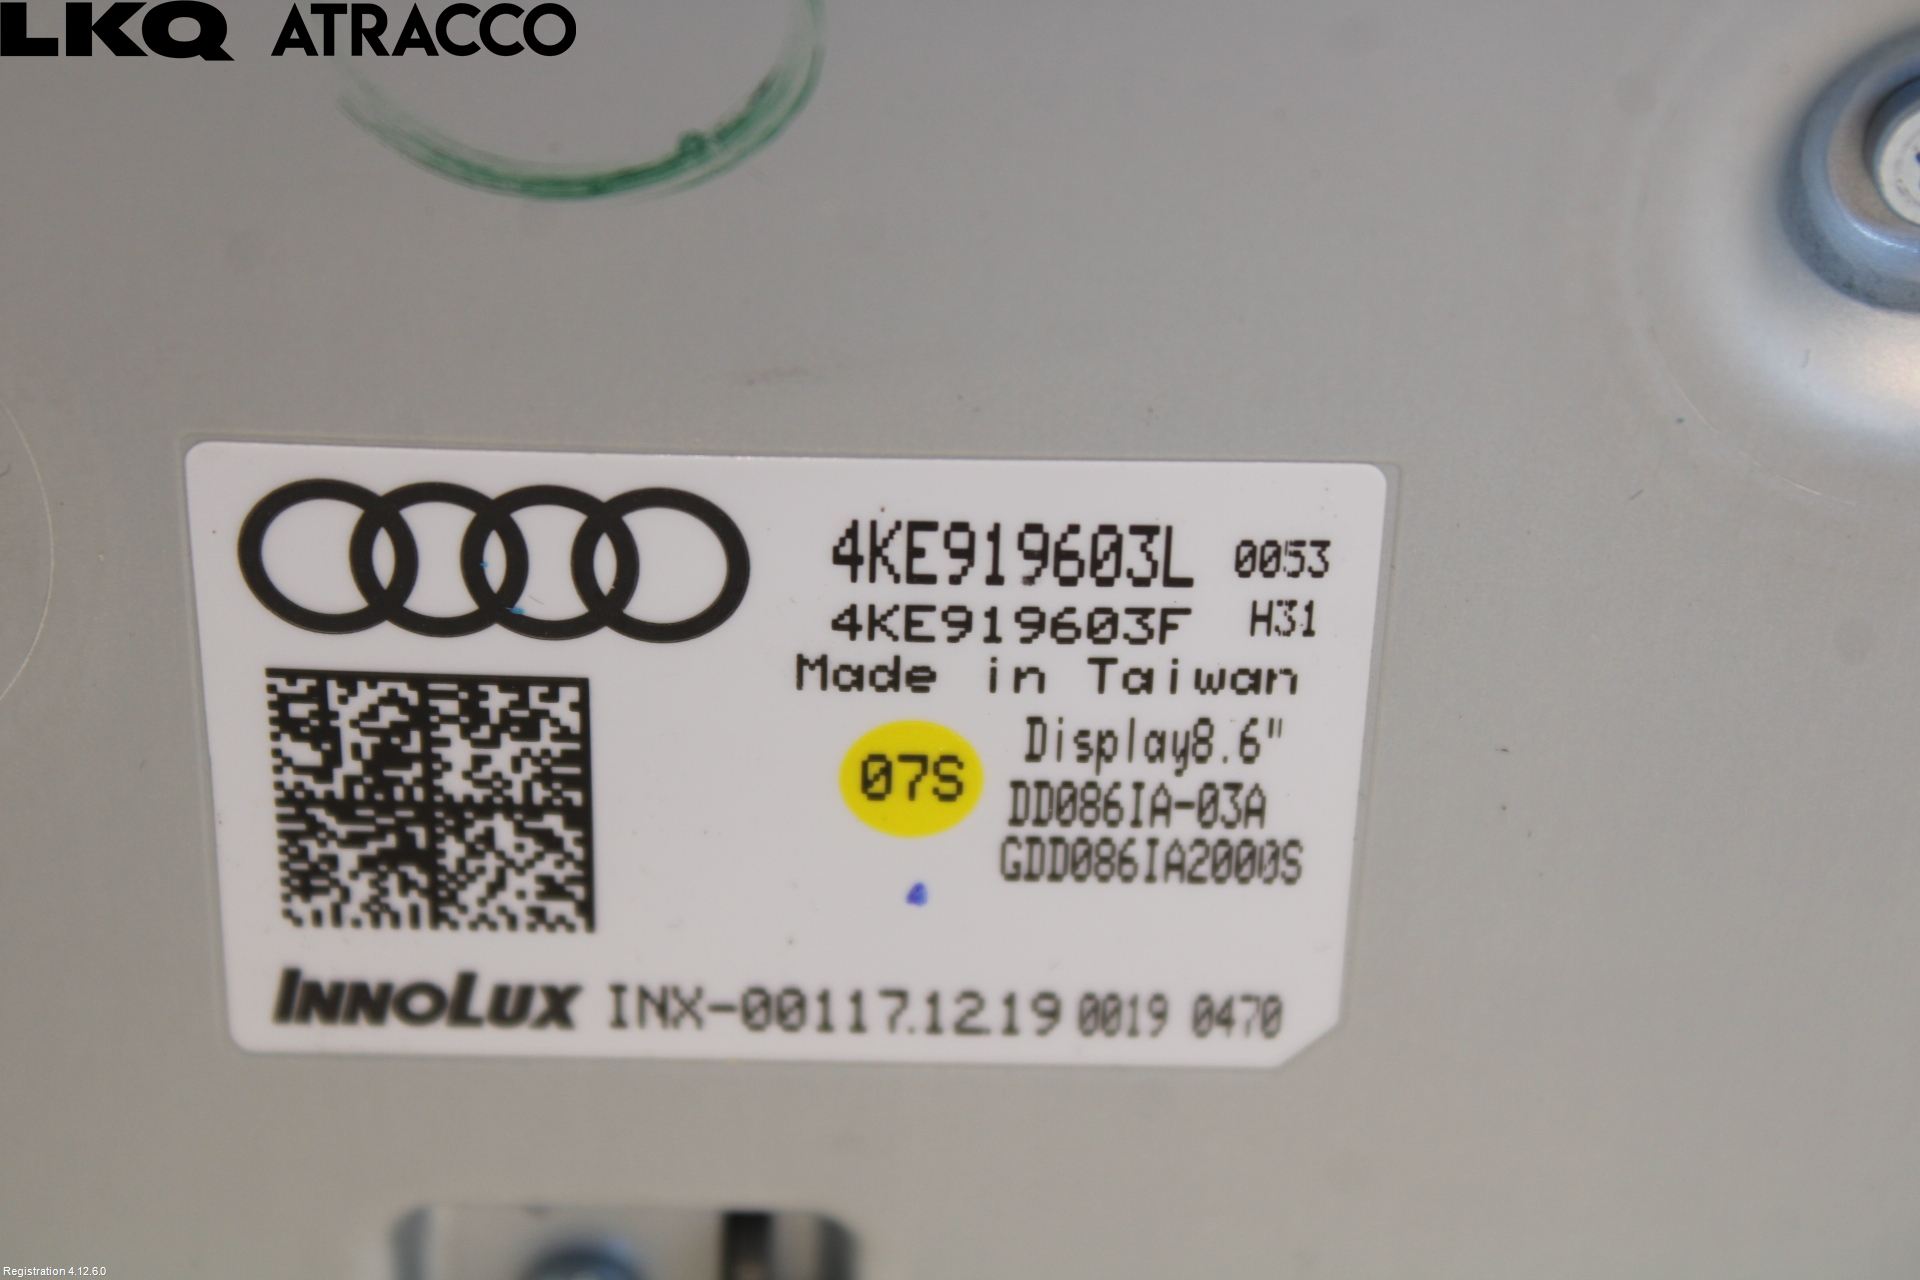 LKQ ATRACCO
4KE919603L 0053
4KE919603F H31
Made in Taiwan
07S
Display8.6"
DD086IA-03A
GDD086IA2000S
INNOLUX INX-00117.12.19 0019 0470
Registration 4.12.6.0